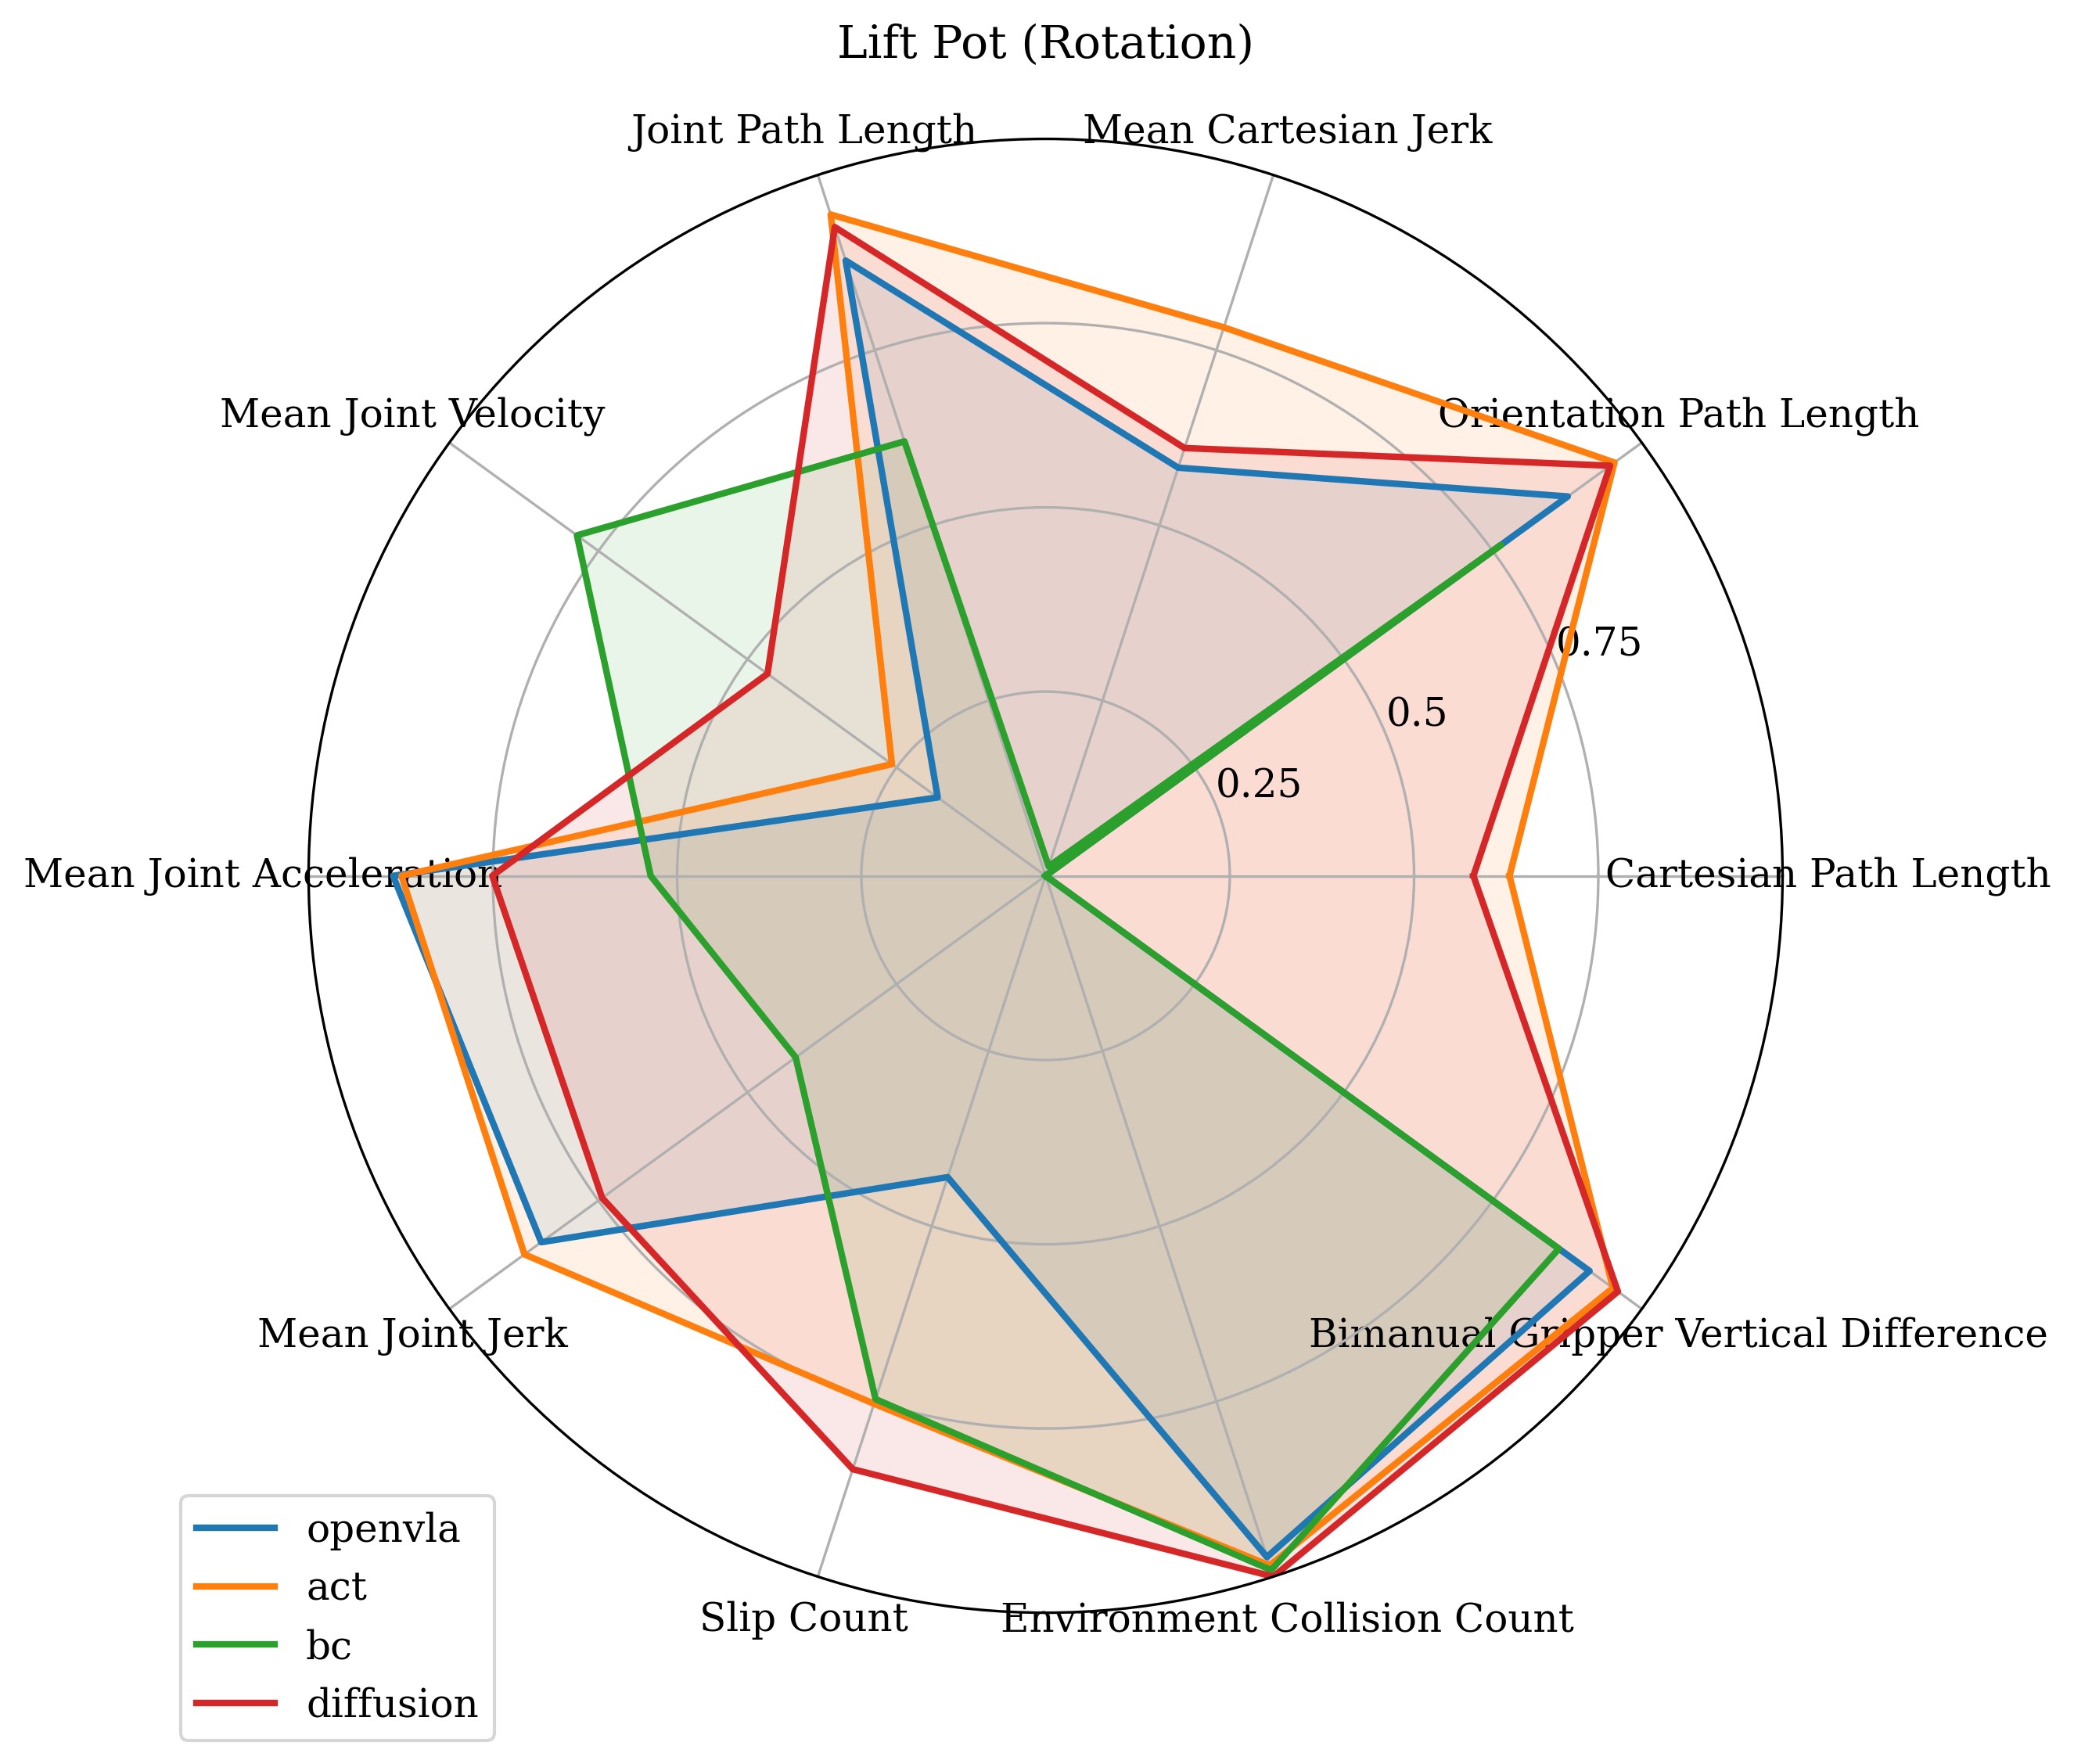 Lift Pot (Rotation)
Joint Path Length
Mean Cartesian Jerk
Mean Joint Velocity
Orientation Path Length
0.75
0.5
0.25
Mean Joint Acceleration
Cartesian Path Length
Mean Joint Jerk
Bimanual Gripper Vertical Difference
Slip Count
Environment Collision Count
openvla
act
bc
diffusion